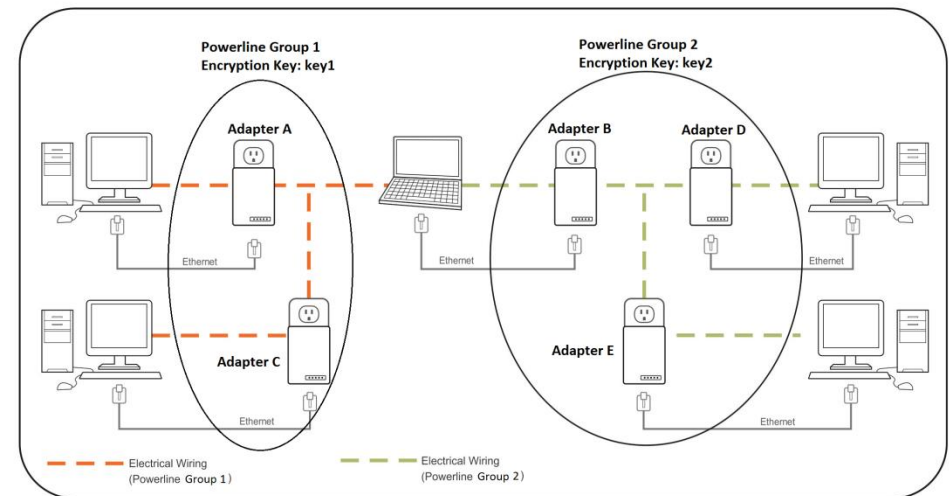 Powerline Group 1
Encryption Key: key1
Powerline Group 2
Encryption Key: key2
Adapter A
Adapter B
Adapter D
Ethernet
Ethernet
Ethernet
Adapter C
Adapter E
Ethernet
Ethernet
Electrical Wiring
(Powerline Group 1)
Electrical Wiring
(Powerline Group 2)